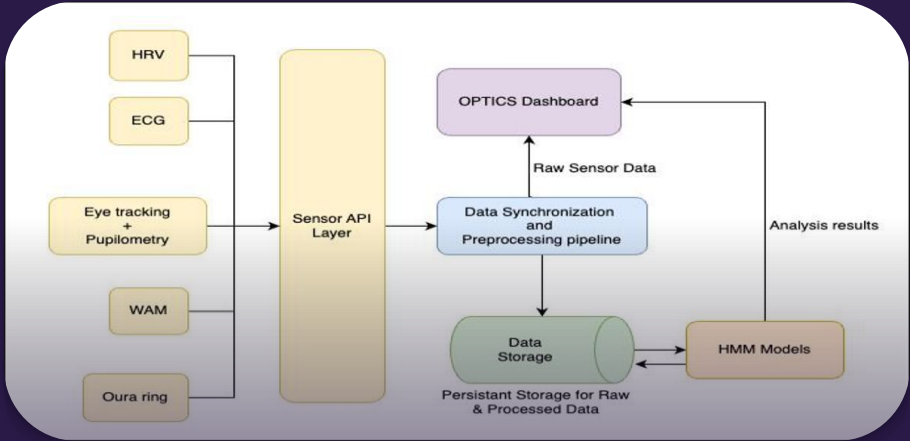 HRV
ECG
Eye tracking
+
Pupilometry
WAM
Oura ring
Sensor API
Layer
OPTICS Dashboard
Raw Sensor Data
Data Synchronization
and
Preprocessing pipeline
Analysis results
Data
Storage
HMM Models
Persistant Storage for Raw
& Processed Data